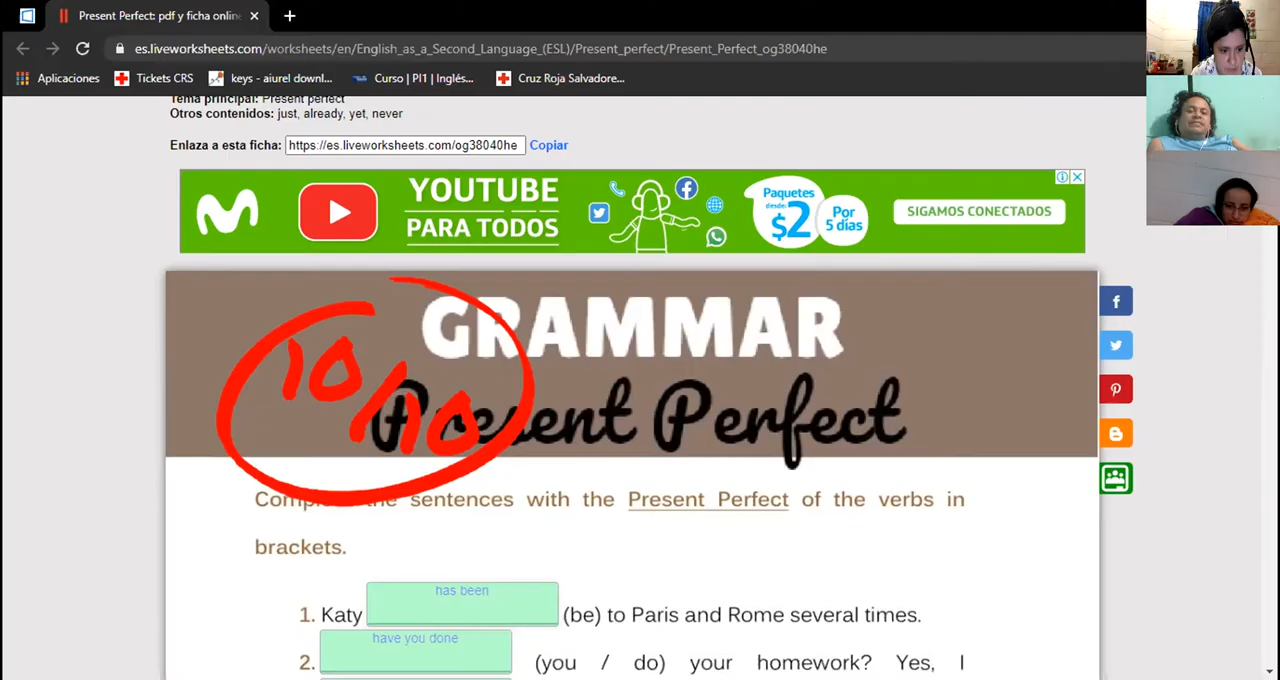 Present Perfect: pdf y ficha online
es.liveworksheets.com/worksheets/en/English_as_a_Second_Language_(ESL)/Present_perfect/Present_Perfect_og38040he
Aplicaciones Tickets CRS keys - aiurel downl... Curso | PI1 | Inglés... Cruz Roja Salvadore...
Tema principal: Present perfect
Otros contenidos: just, already, yet, never
Enlaza a esta ficha: https://es.liveworksheets.com/og38040he Copiar
YOUTUBE
PARA TODOS
Paquetes
desde:
$2
Por
5 días
SIGAMOS CONECTADOS
GRAMMAR
10/10
Present Perfect
Complete the sentences with the Present Perfect of the verbs in
brackets.
has been
1. Katy (be) to Paris and Rome several times.
have you done
2. (you / do) your homework? Yes, I